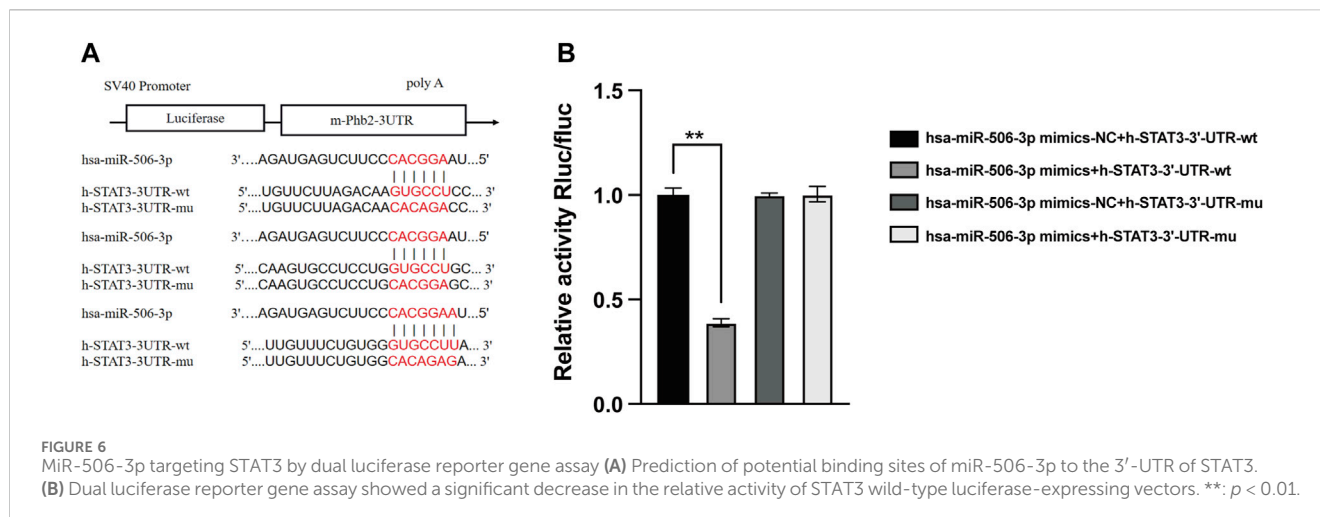 A
SV40 Promoter poly A
Luciferase m-Phb2-3UTR
hsa-miR-506-3p 3'....AGAUGAGUCUUCCCACGGAAU...5'
h-STAT3-3UTR-wt 5'....UGUUCUUAGACAAGUGCCUCC... 3'
h-STAT3-3UTR-mu 5'....UGUUCUUAGACAACACAGACC... 3'
hsa-miR-506-3p 3'....AGAUGAGUCUUCCCACGGAAU...5'
h-STAT3-3UTR-wt 5'....CAAGUGCCUCCUGGUGCCUGC... 3'
h-STAT3-3UTR-mu 5'....CAAGUGCCUCCUGCACGGAGC... 3'
hsa-miR-506-3p 3'....AGAUGAGUCUUCCCACGGAAU...5'
h-STAT3-3UTR-wt 5'....UUGUUUCUGUGGGUGCCUUA... 3'
h-STAT3-3UTR-mu 5'....UUGUUUCUGUGGCACAGAGA... 3'
B
Relative activity Rluc/fluc
1.5
1.0
0.5
0.0
**
hsa-miR-506-3p mimics-NC+h-STAT3-3'-UTR-wt
hsa-miR-506-3p mimics+h-STAT3-3'-UTR-wt
hsa-miR-506-3p mimics-NC+h-STAT3-3'-UTR-mu
hsa-miR-506-3p mimics+h-STAT3-3'-UTR-mu
FIGURE 6
MiR-506-3p targeting STAT3 by dual luciferase reporter gene assay (A) Prediction of potential binding sites of miR-506-3p to the 3′-UTR of STAT3.
(B) Dual luciferase reporter gene assay showed a significant decrease in the relative activity of STAT3 wild-type luciferase-expressing vectors. **: p < 0.01.